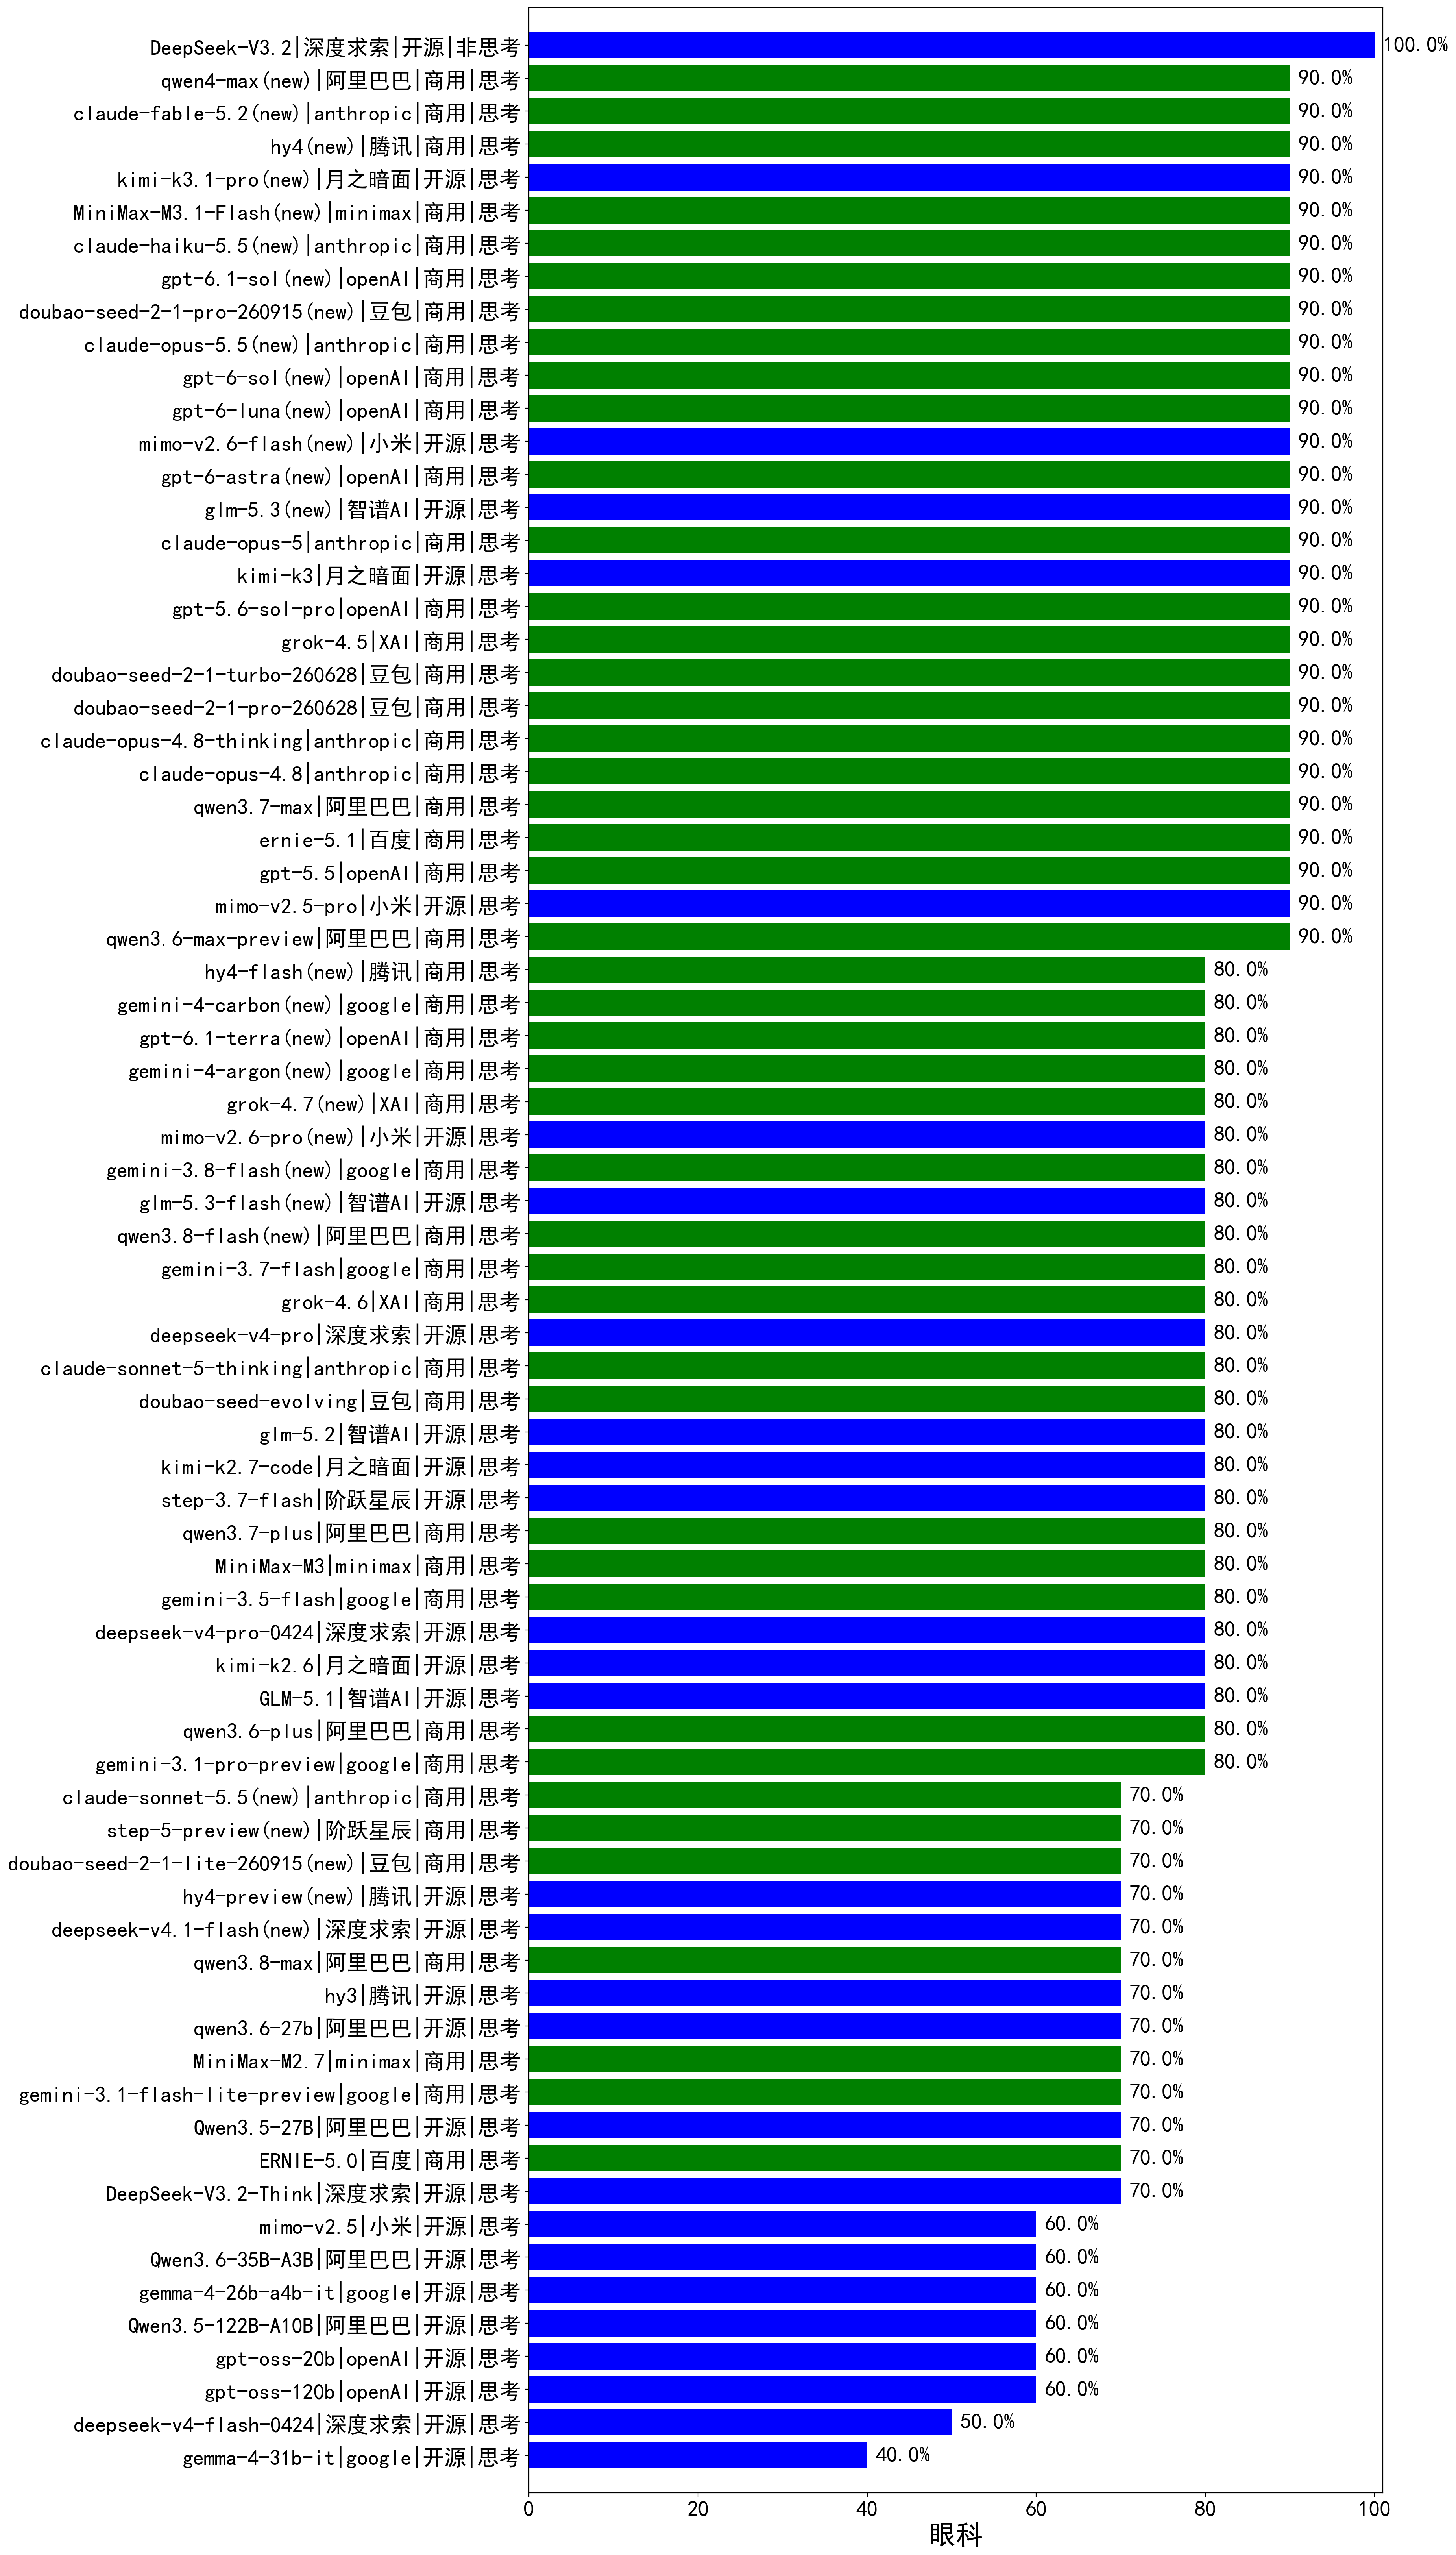 DeepSeek-V3.2|深度求索|开源|非思考 100.0%
qwen4-max(new)|阿里巴巴|商用|思考 90.0%
claude-fable-5.2(new)|anthropic|商用|思考 90.0%
hy4(new)|腾讯|商用|思考 90.0%
kimi-k3.1-pro(new)|月之暗面|开源|思考 90.0%
MiniMax-M3.1-Flash(new)|minimax|商用|思考 90.0%
claude-haiku-5.5(new)|anthropic|商用|思考 90.0%
gpt-6.1-sol(new)|openAI|商用|思考 90.0%
doubao-seed-2-1-pro-260915(new)|豆包|商用|思考 90.0%
claude-opus-5.5(new)|anthropic|商用|思考 90.0%
gpt-6-sol(new)|openAI|商用|思考 90.0%
gpt-6-luna(new)|openAI|商用|思考 90.0%
mimo-v2.6-flash(new)|小米|开源|思考 90.0%
gpt-6-astra(new)|openAI|商用|思考 90.0%
glm-5.3(new)|智谱AI|开源|思考 90.0%
claude-opus-5|anthropic|商用|思考 90.0%
kimi-k3|月之暗面|开源|思考 90.0%
gpt-5.6-sol-pro|openAI|商用|思考 90.0%
grok-4.5|XAI|商用|思考 90.0%
doubao-seed-2-1-turbo-260628|豆包|商用|思考 90.0%
doubao-seed-2-1-pro-260628|豆包|商用|思考 90.0%
claude-opus-4.8-thinking|anthropic|商用|思考 90.0%
claude-opus-4.8|anthropic|商用|思考 90.0%
qwen3.7-max|阿里巴巴|商用|思考 90.0%
ernie-5.1|百度|商用|思考 90.0%
gpt-5.5|openAI|商用|思考 90.0%
mimo-v2.5-pro|小米|开源|思考 90.0%
qwen3.6-max-preview|阿里巴巴|商用|思考 90.0%
hy4-flash(new)|腾讯|商用|思考 80.0%
gemini-4-carbon(new)|google|商用|思考 80.0%
gpt-6.1-terra(new)|openAI|商用|思考 80.0%
gemini-4-argon(new)|google|商用|思考 80.0%
grok-4.7(new)|XAI|商用|思考 80.0%
mimo-v2.6-pro(new)|小米|开源|思考 80.0%
gemini-3.8-flash(new)|google|商用|思考 80.0%
glm-5.3-flash(new)|智谱AI|开源|思考 80.0%
qwen3.8-flash(new)|阿里巴巴|商用|思考 80.0%
gemini-3.7-flash|google|商用|思考 80.0%
grok-4.6|XAI|商用|思考 80.0%
deepseek-v4-pro|深度求索|开源|思考 80.0%
claude-sonnet-5-thinking|anthropic|商用|思考 80.0%
doubao-seed-evolving|豆包|商用|思考 80.0%
glm-5.2|智谱AI|开源|思考 80.0%
kimi-k2.7-code|月之暗面|开源|思考 80.0%
step-3.7-flash|阶跃星辰|开源|思考 80.0%
qwen3.7-plus|阿里巴巴|商用|思考 80.0%
MiniMax-M3|minimax|商用|思考 80.0%
gemini-3.5-flash|google|商用|思考 80.0%
deepseek-v4-pro-0424|深度求索|开源|思考 80.0%
kimi-k2.6|月之暗面|开源|思考 80.0%
GLM-5.1|智谱AI|开源|思考 80.0%
qwen3.6-plus|阿里巴巴|商用|思考 80.0%
gemini-3.1-pro-preview|google|商用|思考 80.0%
claude-sonnet-5.5(new)|anthropic|商用|思考 70.0%
step-5-preview(new)|阶跃星辰|商用|思考 70.0%
doubao-seed-2-1-lite-260915(new)|豆包|商用|思考 70.0%
hy4-preview(new)|腾讯|开源|思考 70.0%
deepseek-v4.1-flash(new)|深度求索|开源|思考 70.0%
qwen3.8-max|阿里巴巴|商用|思考 70.0%
hy3|腾讯|开源|思考 70.0%
qwen3.6-27b|阿里巴巴|开源|思考 70.0%
MiniMax-M2.7|minimax|商用|思考 70.0%
gemini-3.1-flash-lite-preview|google|商用|思考 70.0%
Qwen3.5-27B|阿里巴巴|开源|思考 70.0%
ERNIE-5.0|百度|商用|思考 70.0%
DeepSeek-V3.2-Think|深度求索|开源|思考 70.0%
mimo-v2.5|小米|开源|思考 60.0%
Qwen3.6-35B-A3B|阿里巴巴|开源|思考 60.0%
gemma-4-26b-a4b-it|google|开源|思考 60.0%
Qwen3.5-122B-A10B|阿里巴巴|开源|思考 60.0%
gpt-oss-20b|openAI|开源|思考 60.0%
gpt-oss-120b|openAI|开源|思考 60.0%
deepseek-v4-flash-0424|深度求索|开源|思考 50.0%
gemma-4-31b-it|google|开源|思考 40.0%
0 20 40 60 80 100
眼科